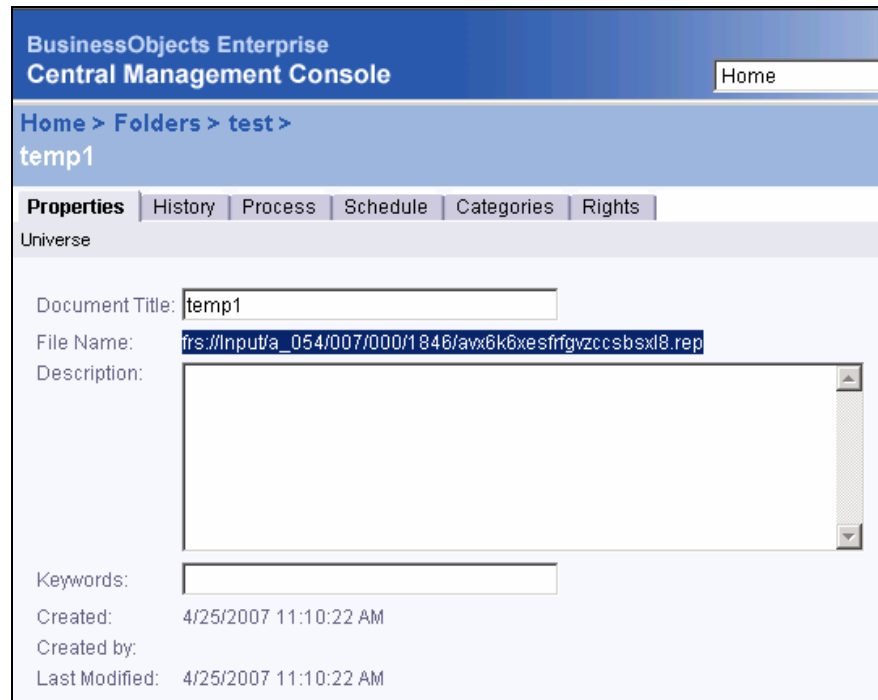 BusinessObjects Enterprise
Central Management Console
Home
Home > Folders > test >
temp1
Properties History Process Schedule Categories Rights
Universe
Document Title: temp1
File Name: frs://Input/a_054/007/000/1846/avx6k6xesfrfgvzccsbsxl8.rep
Description:
Keywords:
Created: 4/25/2007 11:10:22 AM
Created by:
Last Modified: 4/25/2007 11:10:22 AM